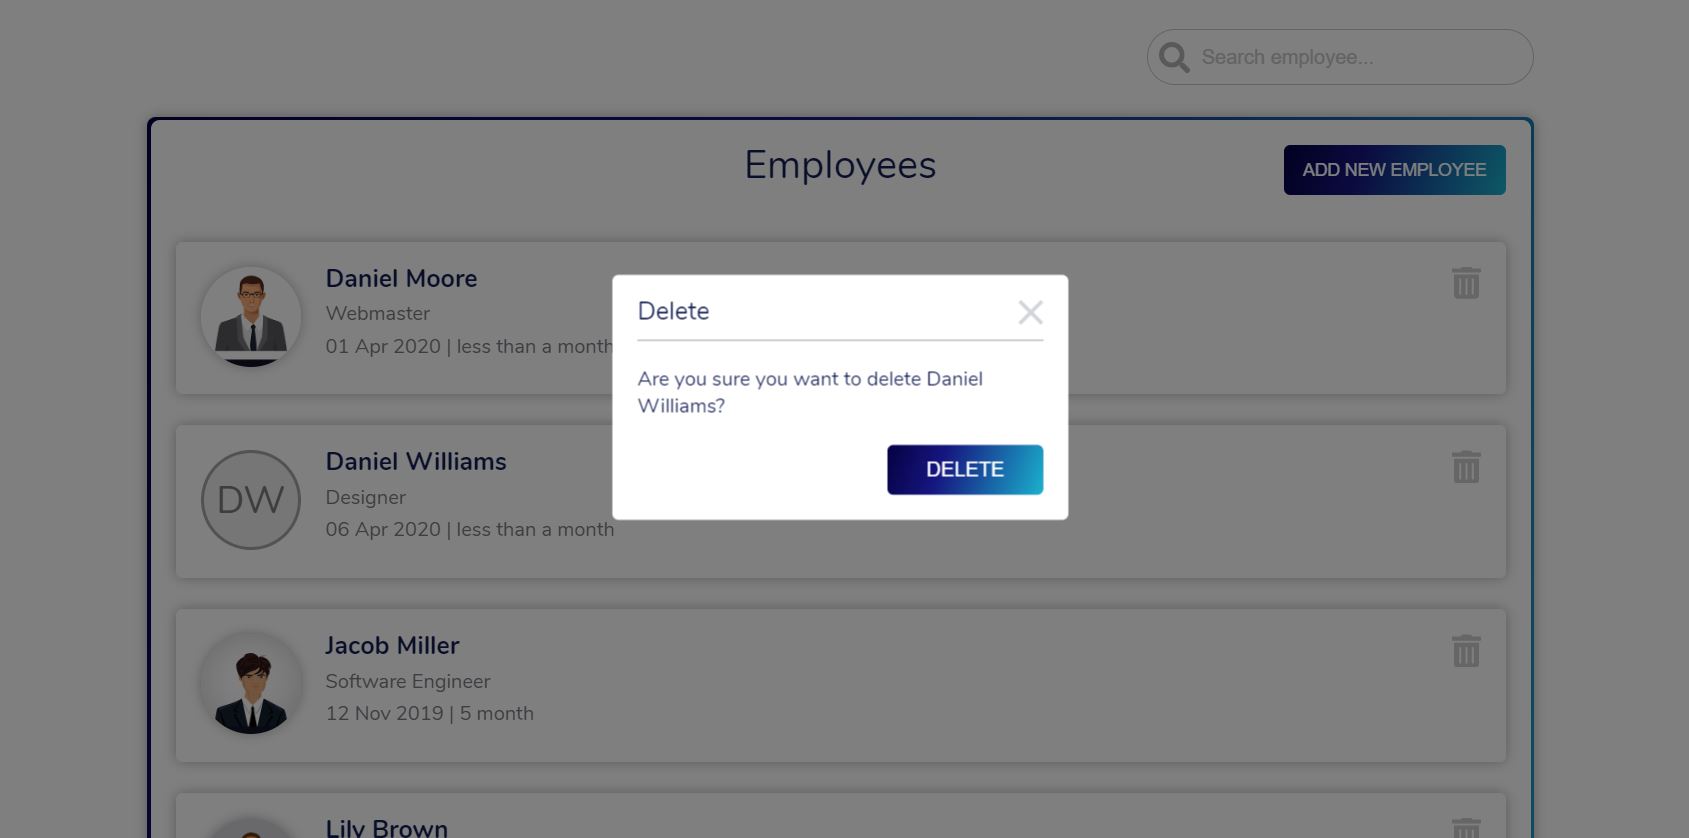 Search employee...
Employees
ADD NEW EMPLOYEE
Daniel Moore
Webmaster
01 Apr 2020 | less than a month
Delete
Are you sure you want to delete Daniel
Williams?
DELETE
Daniel Williams
DW
Designer
06 Apr 2020 | less than a month
Jacob Miller
Software Engineer
12 Nov 2019 | 5 month
Lily Brown